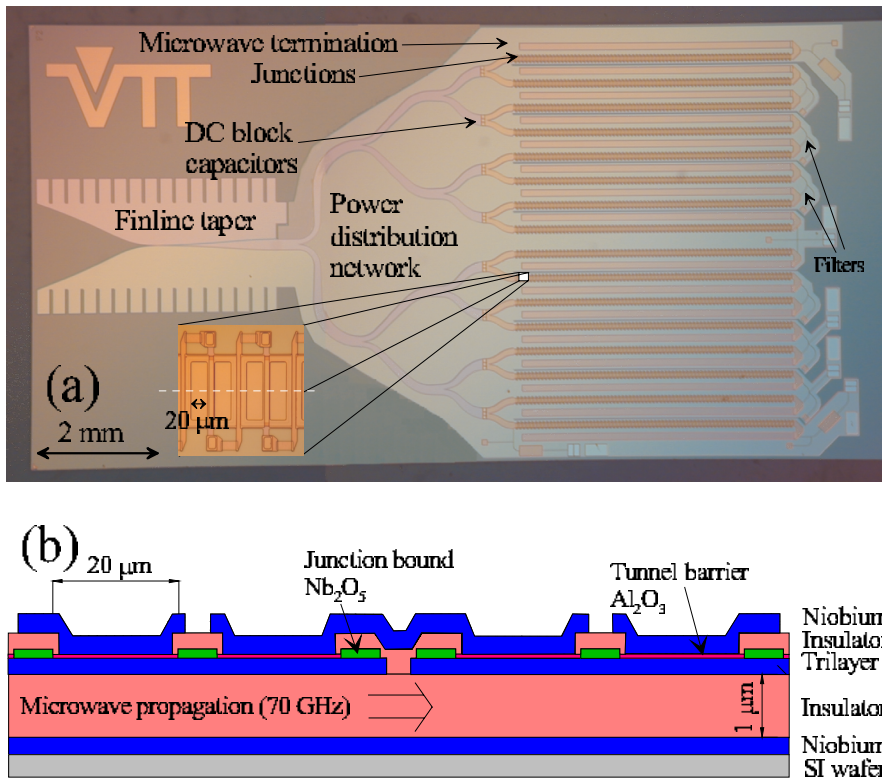 VTT
Microwave termination
Junctions
DC block
capacitors
Finline taper
Power
distribution
network
Filters
(a)
20 μm
2 mm
(b)
20 μm
Junction bound
Nb₂O₅
Tunnel barrier
Al₂O₃
Niobium
Insulator
Trilayer
Microwave propagation (70 GHz)
1 μm
Insulator
Niobium
SI wafer